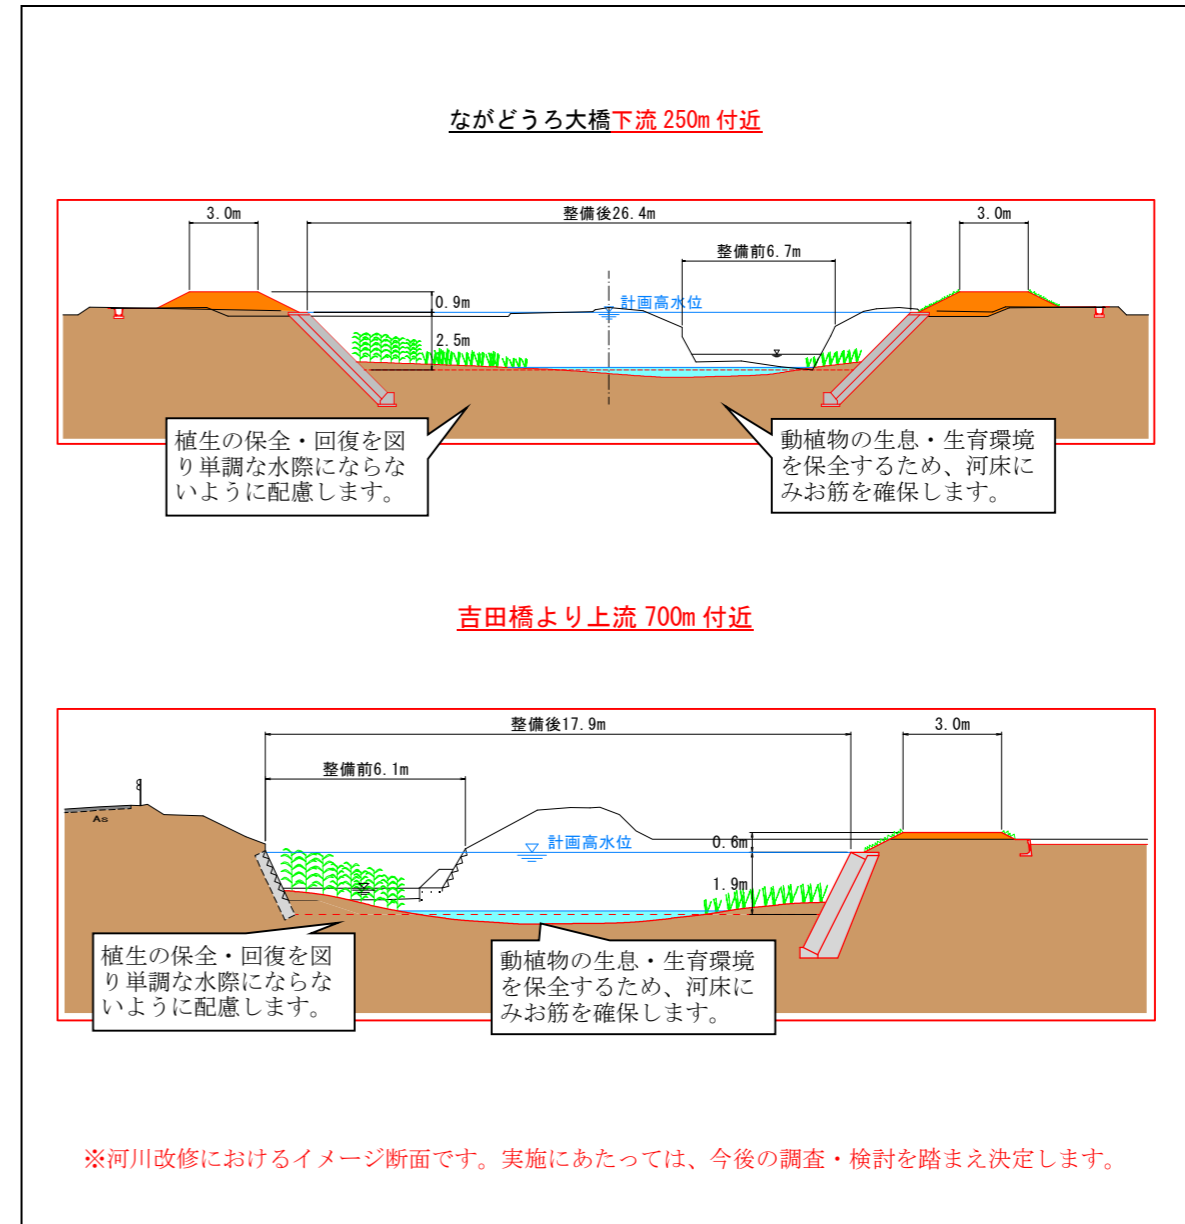 ながどうろ大橋下流 250m 付近
3.0m
整備後26.4m
3.0m
整備前6.7m
0.9m
計画高水位
2.5m
植生の保全・回復を図
り単調な水際にならな
いように配慮します。
動植物の生息・生育環境
を保全するため、河床に
みお筋を確保します。
吉田橋より上流 700m 付近
整備後17.9m
3.0m
整備前6.1m
As
計画高水位
0.6m
1.9m
植生の保全・回復を図
り単調な水際にならな
いように配慮します。
動植物の生息・生育環境
を保全するため、河床に
みお筋を確保します。
※河川改修におけるイメージ断面です。実施にあたっては、今後の調査・検討を踏まえ決定します。